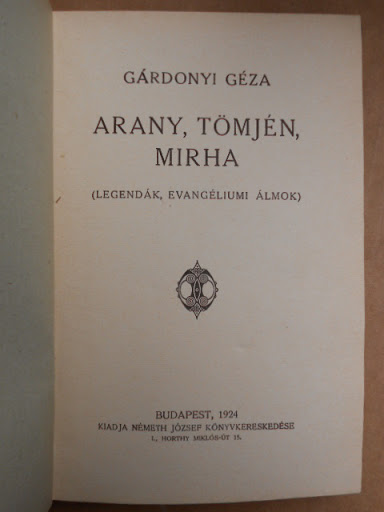 GÁRDONYI GÉZA
ARANY, TÖMJÉN,
MIRHA
(LEGENDÁK, EVANGÉLIUMI ÁLMOK)
BUDAPEST, 1924
KIADJA NÉMETH JÓZSEF KÖNYVKERESKEDÉSE
I., HORTHY MIKLÓS-ÚT 15.